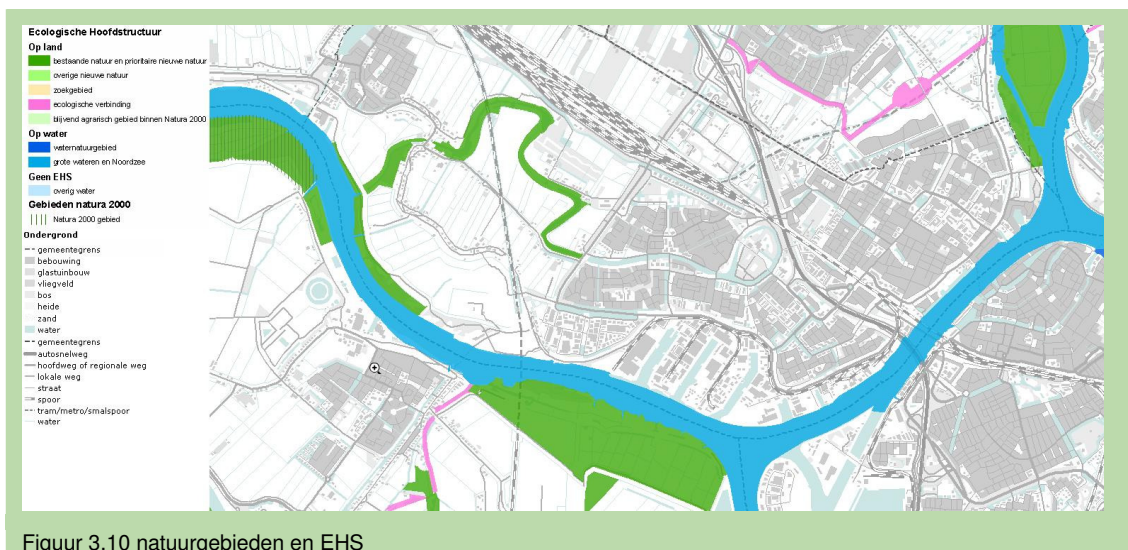 Ecologische Hoofdstructuur
Op land
bestaande natuur en prioritaire nieuwe natuur
overige nieuwe natuur
zoekgebied
ecologische verbinding
blijvend agrarisch gebied binnen Natura 2000
Op water
waternatuurgebied
grote wateren en Noordzee
Geen EHS
overig water
Gebieden natura 2000
Natura 2000 gebied
Ondergrond
gemeentegrens
bebouwing
glastuinbouw
vliegveld
bos
heide
zand
water
gemeentegrens
autosnelweg
hoofdweg of regionale weg
lokale weg
straat
spoor
tram/metro/smalspoor
water
Figuur 3.10 natuurgebieden en EHS